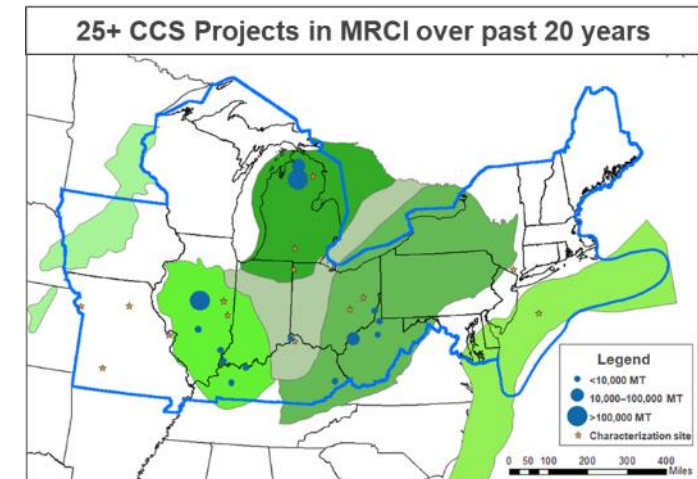 25+ CCS Projects in MRCI over past 20 years
Legend
<10,000 MT
10,000–100,000 MT
>100,000 MT
Characterization site
0 50 100 200 300 400
Miles